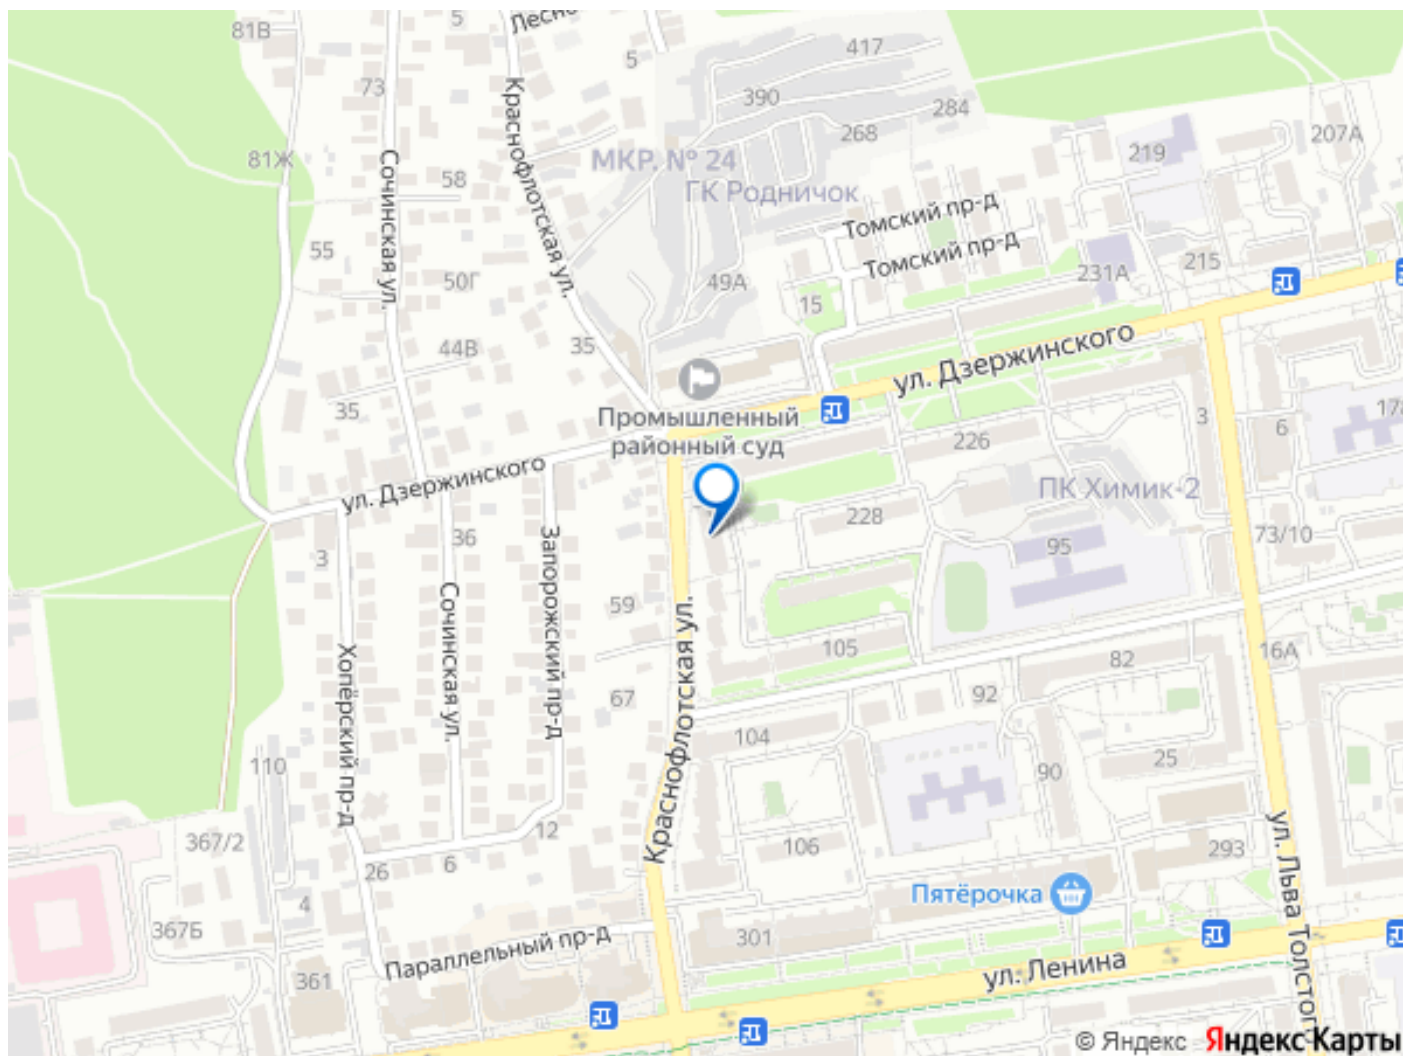 81В
5
Лесно
5
417
73
390
284
268
207А
219
81Ж
Сочинская ул.
58
Краснофлотская ул.
МКР. № 24
ГК Родничок
Томский пр-д
Томский пр-д
55
50Г
49А
15
231А
215
44В
35
ул. Дзержинского
35
Промышленный
районный суд
226
3
6
17
ул. Дзержинского
ПК Химик-2
228
3
36
Запорожский пр-д
95
73/10
59
Сочинская ул.
Хопёрский пр-д
Краснофлотская ул.
105
82
16А
67
92
104
25
90
110
367/2
12
6
26
106
293
ул. Льва Толстог
4
Пятёрочка
367Б
301
Параллельный пр-д
361
ул. Ленина
© Яндекс Яндекс Карты